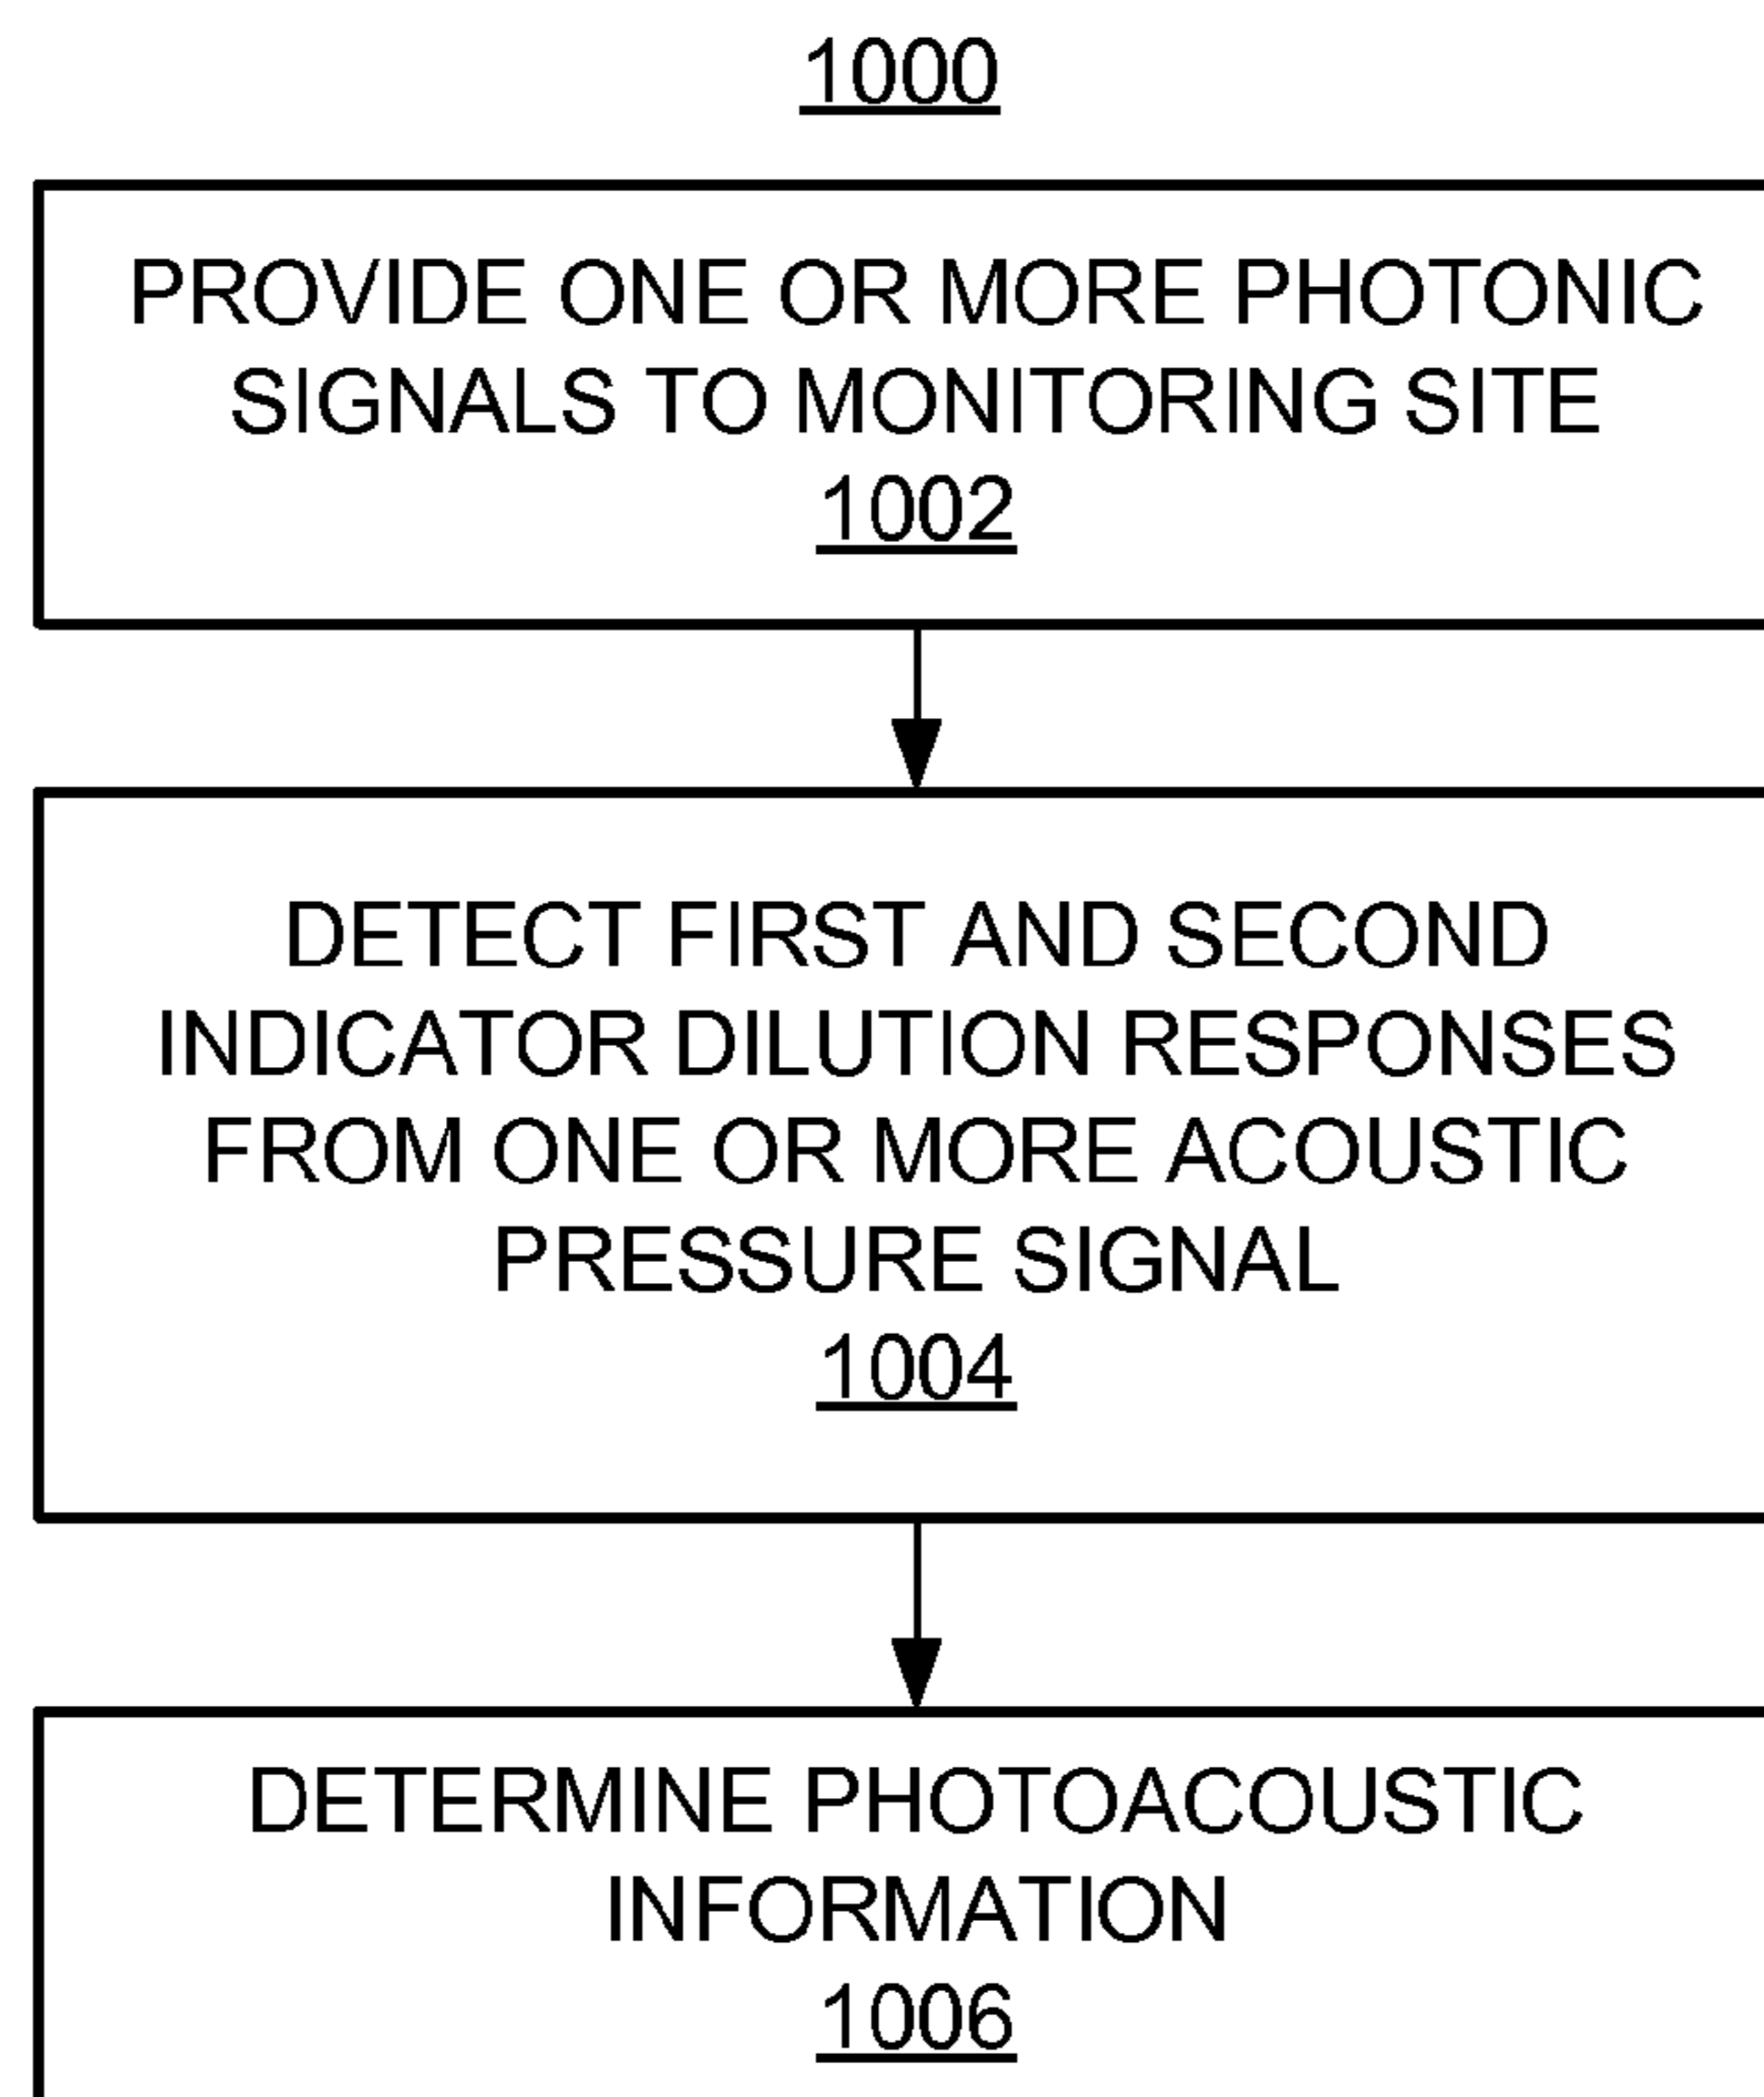 1000
PROVIDE ONE OR MORE PHOTONIC
SIGNALS TO MONITORING SITE
1002
DETECT FIRST AND SECOND
INDICATOR DILUTION RESPONSES
FROM ONE OR MORE ACOUSTIC
PRESSURE SIGNAL
1004
DETERMINE PHOTOACOUSTIC
INFORMATION
1006